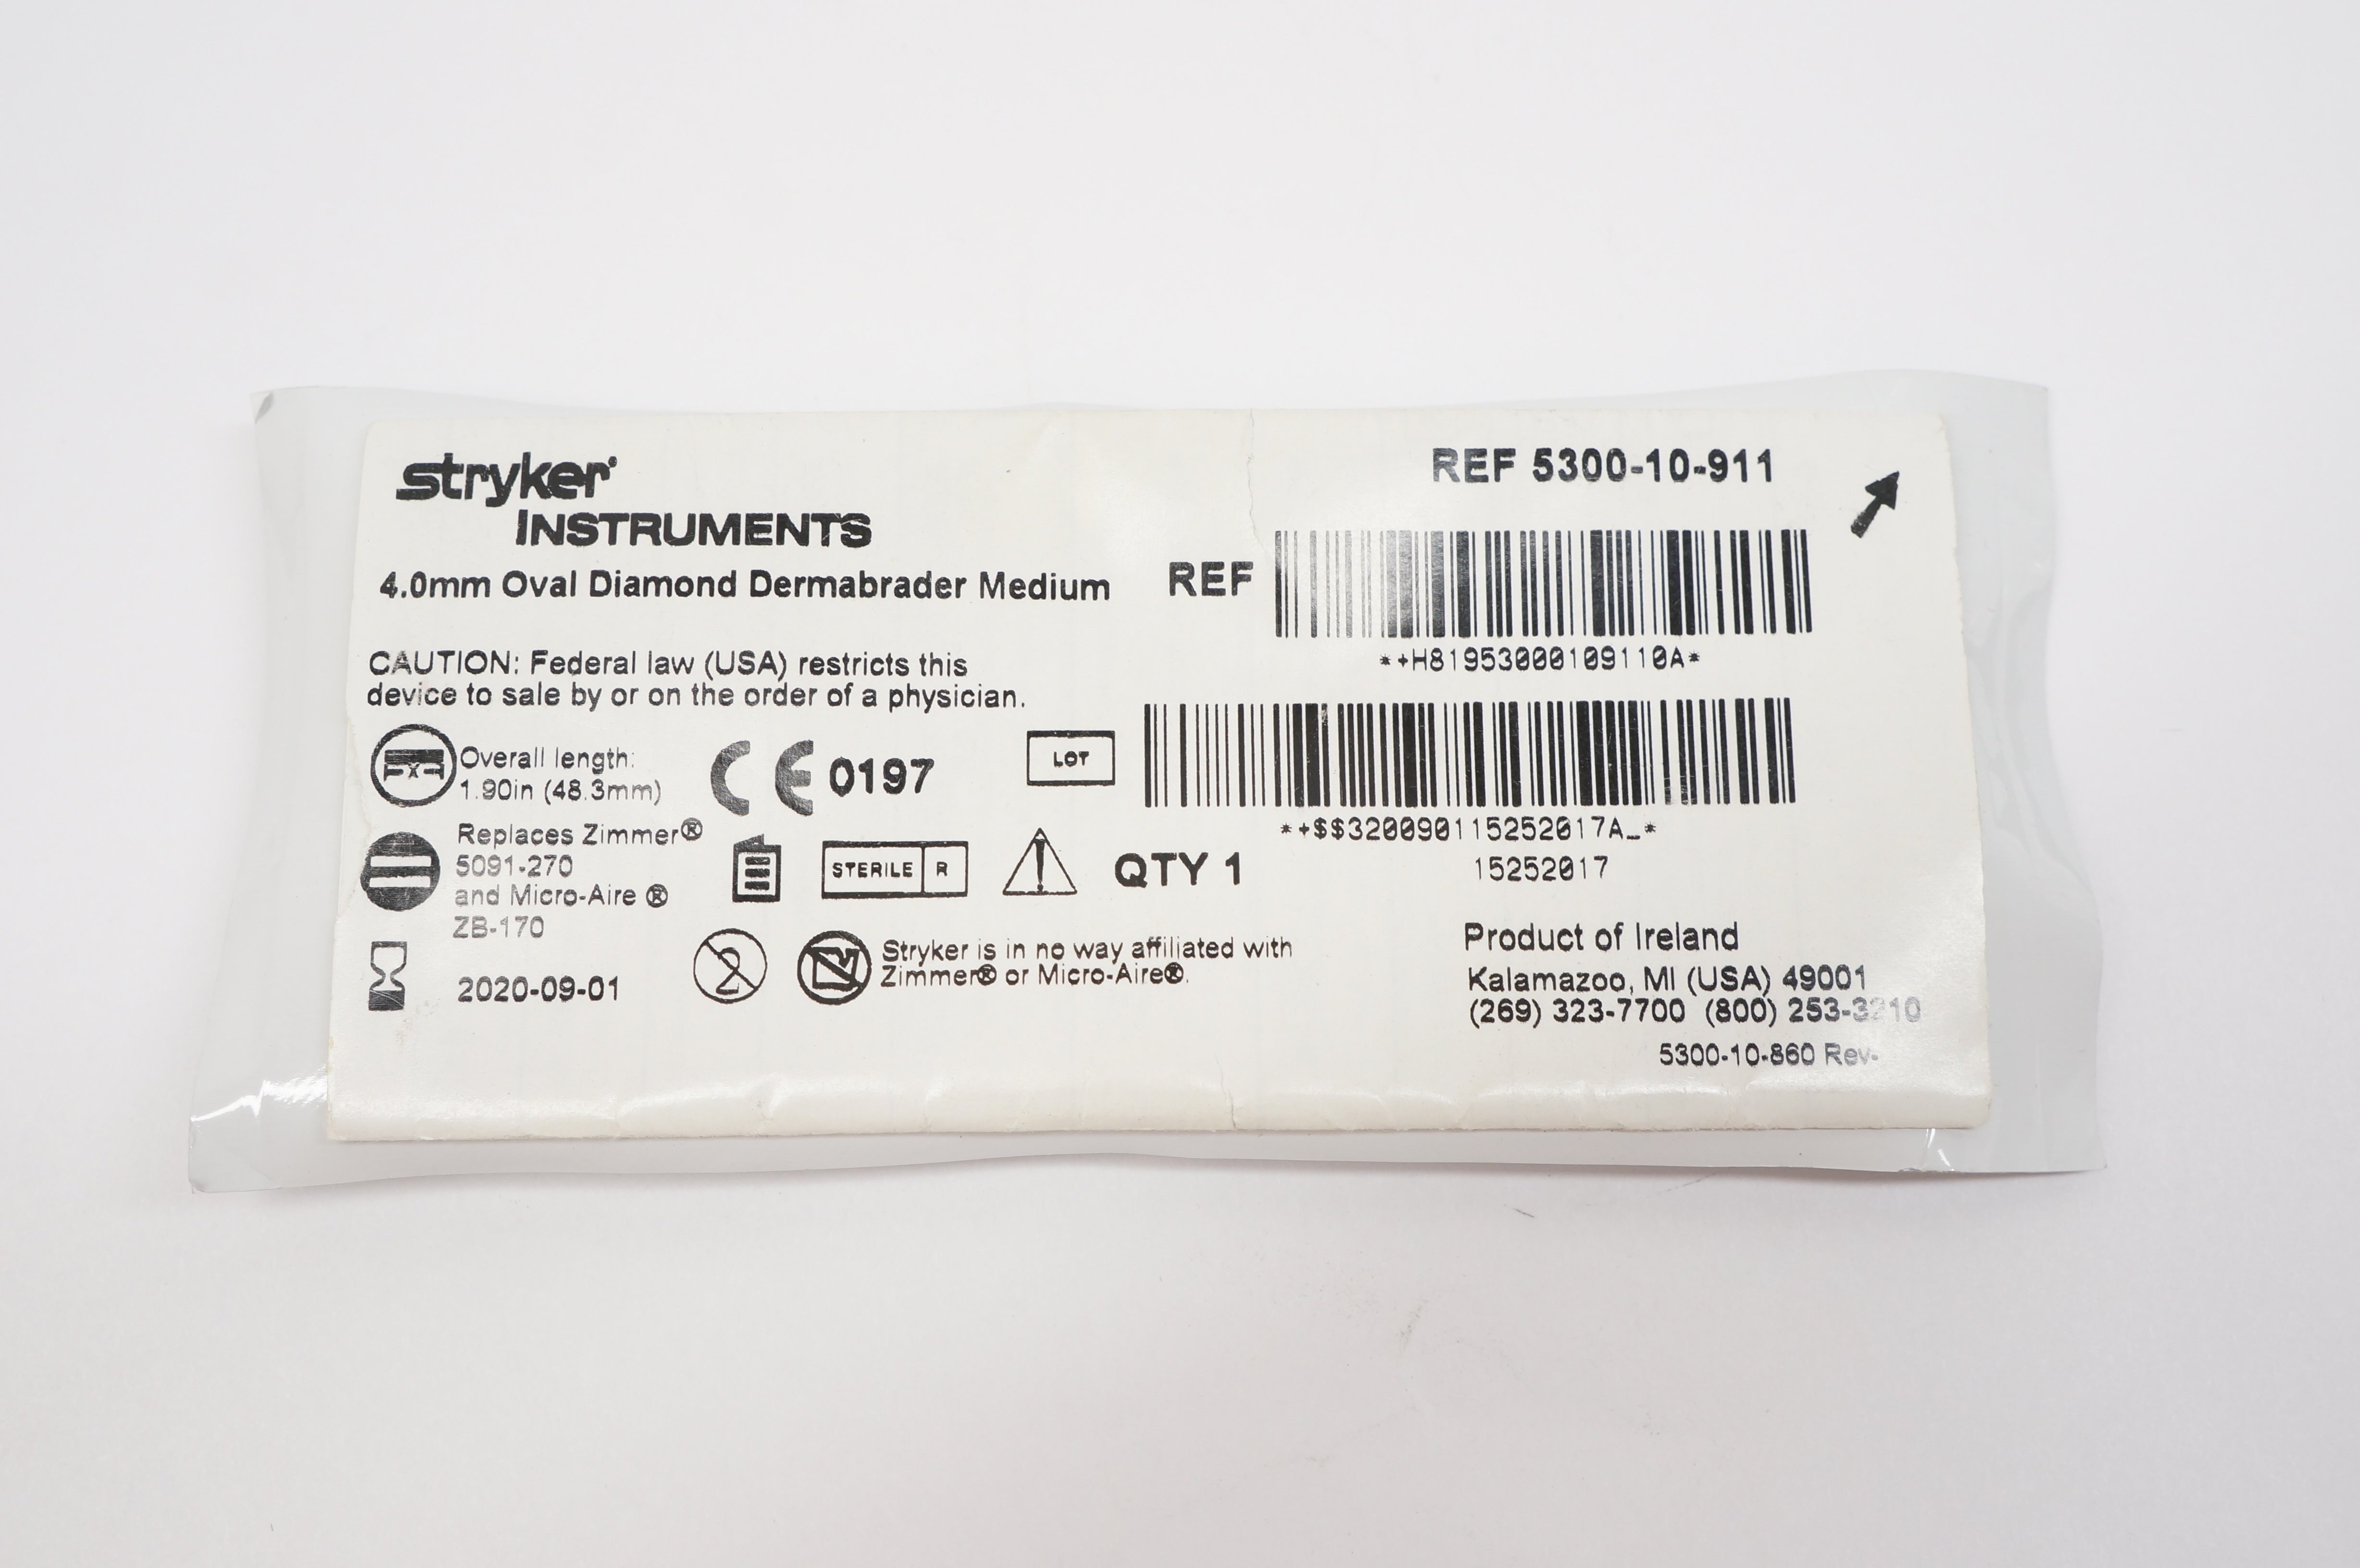 stryker
INSTRUMENTS
4.0mm Oval Diamond Dermabrader Medium
CAUTION: Federal law (USA) restricts this
device to sale by or on the order of a physician.
Overall length:
1.90in (48.3mm)
CE 0197
Replaces Zimmer®
5091-270
and Micro-Aire ®
ZB-170
2020-09-01
STERILE R
QTY 1
2
Stryker is in no way affiliated with
Zimmer® or Micro-Aire®.
REF 5300-10-911
REF
*+H81953000109110A*
LOT
*+$$320090115252017A_*
15252017
Product of Ireland
Kalamazoo, MI (USA) 49001
(269) 323-7700 (800) 253-3210
5300-10-860 Rev-